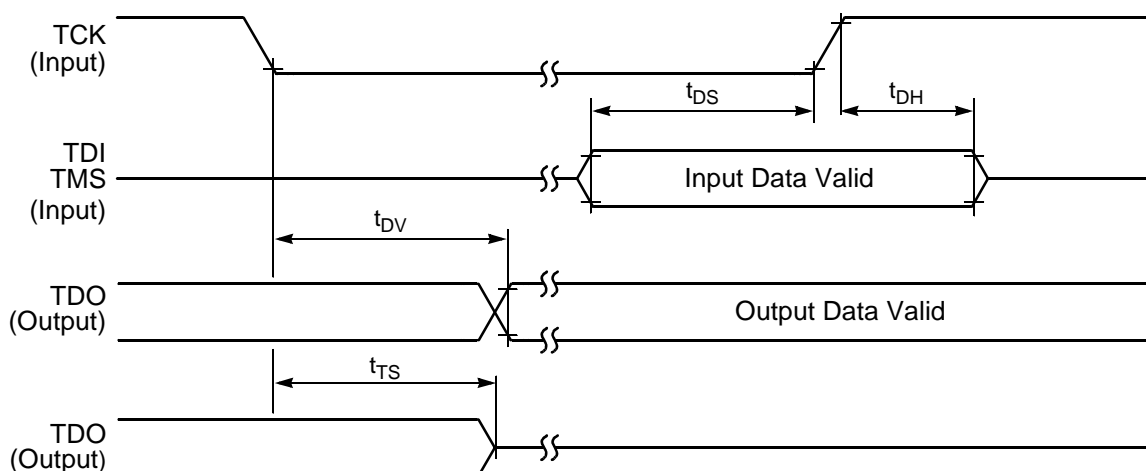 TCK
(Input)
tDS
tDH
TDI
TMS
(Input)
Input Data Valid
tDV
TDO
(Output)
Output Data Valid
tTS
TDO
(Output)